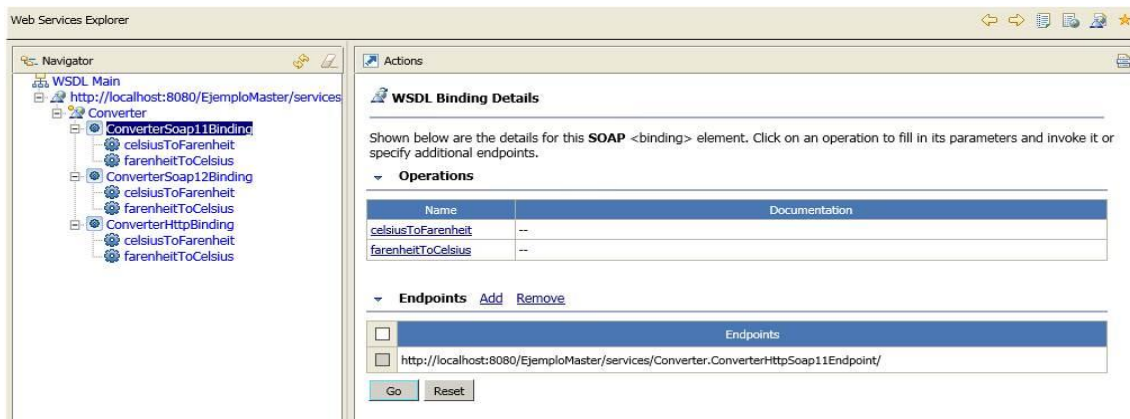 Web Services Explorer
Navigator
WSDL Main
http://localhost:8080/EjemploMaster/services
Converter
ConverterSoap11Binding
celsiusToFarenheit
farenheitToCelsius
ConverterSoap12Binding
celsiusToFarenheit
farenheitToCelsius
ConverterHttpBinding
celsiusToFarenheit
farenheitToCelsius
Actions
WSDL Binding Details
Shown below are the details for this SOAP <binding> element. Click on an operation to fill in its parameters and invoke it or
specify additional endpoints.
Operations
Name Documentation
celsiusToFarenheit --
farenheitToCelsius --
Endpoints Add Remove
Endpoints
http://localhost:8080/EjemploMaster/services/Converter.ConverterHttpSoap11Endpoint/
Go Reset